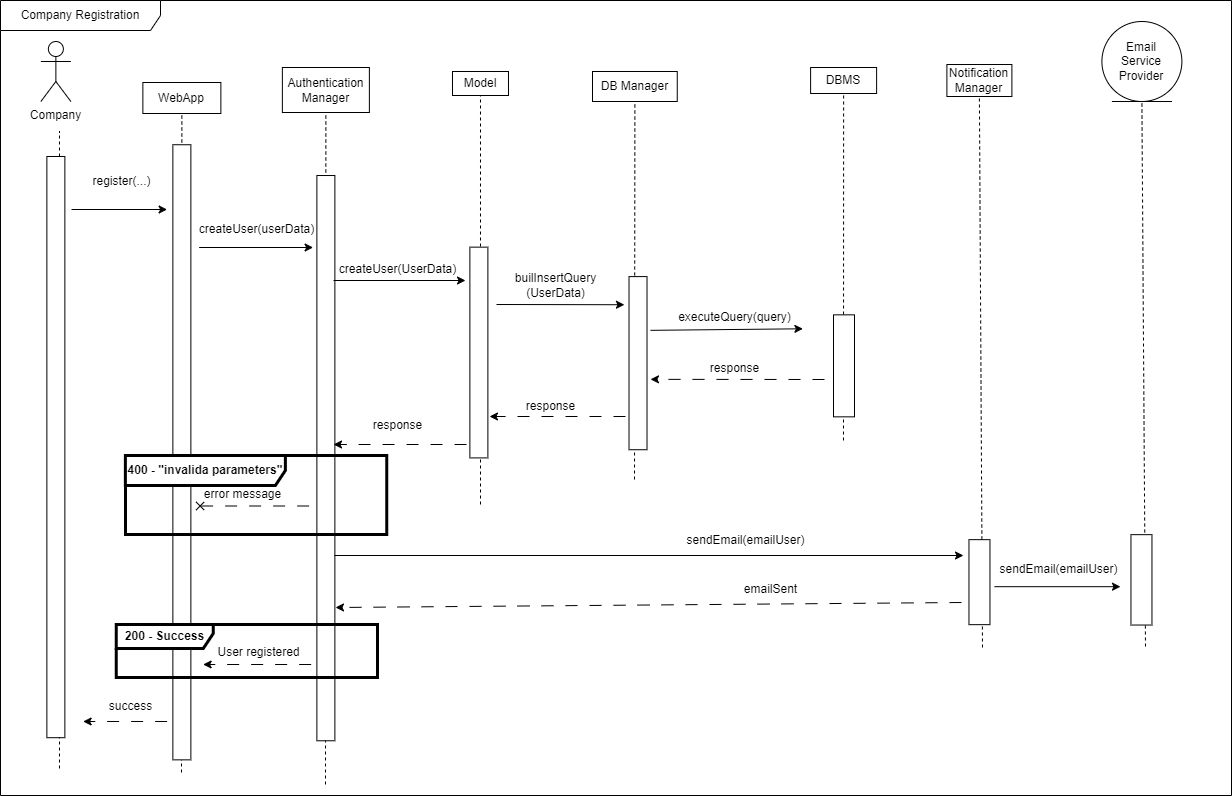 Company Registration
Company
WebApp
Authentication
Manager
Model
DB Manager
DBMS
Notification
Manager
Email
Service
Provider
register(...)
createUser(userData)
createUser(UserData)
builInsertQuery
(UserData)
executeQuery(query)
response
response
response
400 - "invalida parameters"
error message
sendEmail(emailUser)
sendEmail(emailUser)
emailSent
200 - Success
User registered
success